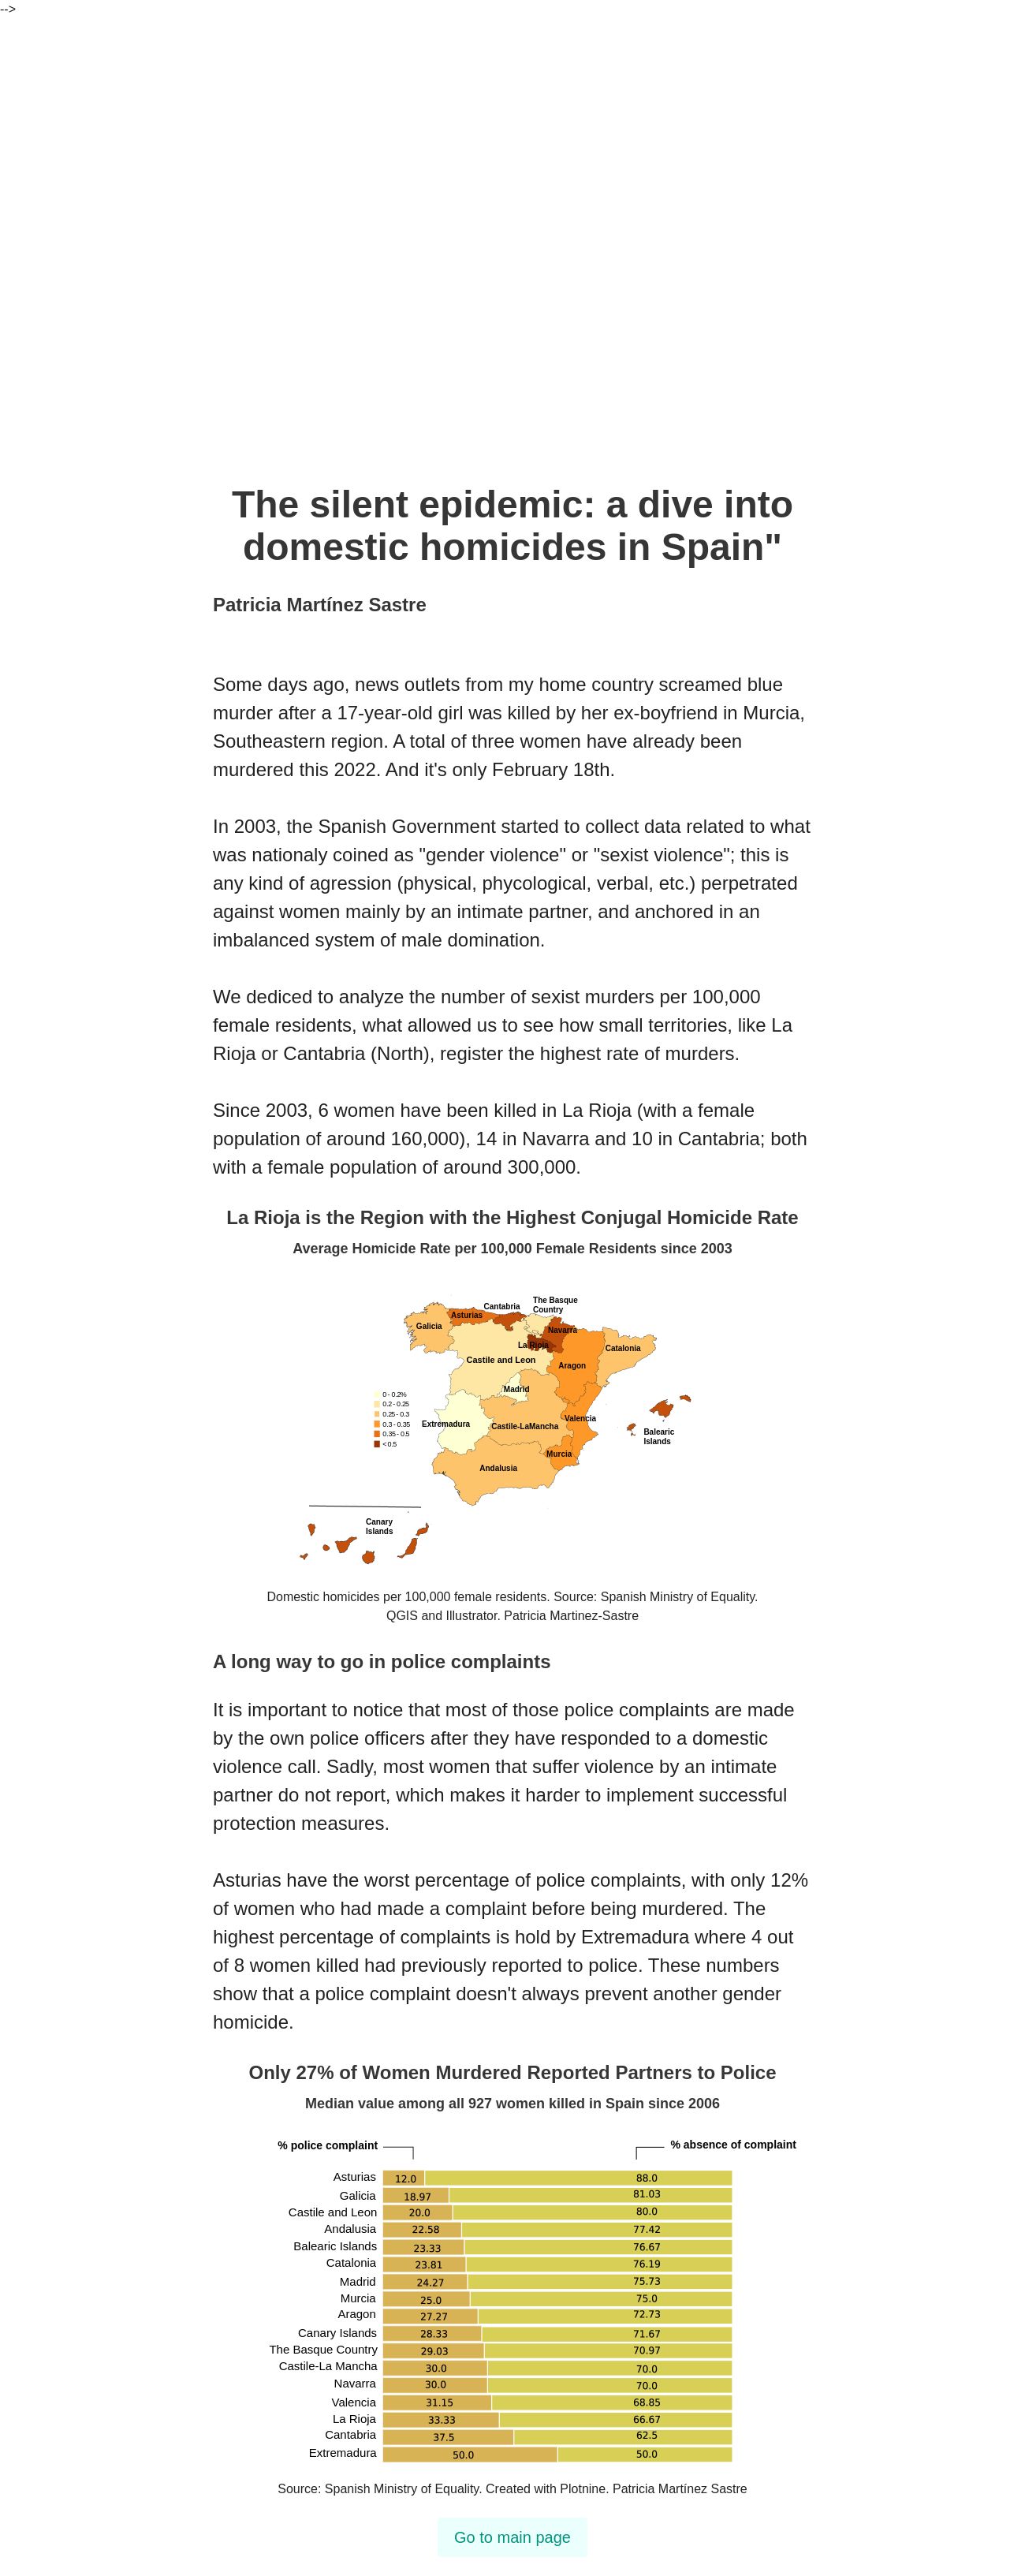 -->
The silent epidemic: a dive into
domestic homicides in Spain"
Patricia Martínez Sastre
Some days ago, news outlets from my home country screamed blue
murder after a 17-year-old girl was killed by her ex-boyfriend in Murcia,
Southeastern region. A total of three women have already been
murdered this 2022. And it's only February 18th.
In 2003, the Spanish Government started to collect data related to what
was nationaly coined as "gender violence" or "sexist violence"; this is
any kind of agression (physical, phycological, verbal, etc.) perpetrated
against women mainly by an intimate partner, and anchored in an
imbalanced system of male domination.
We dediced to analyze the number of sexist murders per 100,000
female residents, what allowed us to see how small territories, like La
Rioja or Cantabria (North), register the highest rate of murders.
Since 2003, 6 women have been killed in La Rioja (with a female
population of around 160,000), 14 in Navarra and 10 in Cantabria; both
with a female population of around 300,000.
La Rioja is the Region with the Highest Conjugal Homicide Rate
Average Homicide Rate per 100,000 Female Residents since 2003
The Basque
Country
Cantabria
Asturias
Galicia
Navarra
La Rioja
Catalonia
Castile and Leon
Aragon
Madrid
0 - 0.2%
0.2 - 0.25
0.25 - 0.3
0.3 - 0.35
0.35 - 0.5
< 0.5
Extremadura
Castile-LaMancha
Valencia
Balearic
Islands
Murcia
Andalusia
Canary
Islands
Domestic homicides per 100,000 female residents. Source: Spanish Ministry of Equality.
QGIS and Illustrator. Patricia Martinez-Sastre
A long way to go in police complaints
It is important to notice that most of those police complaints are made
by the own police officers after they have responded to a domestic
violence call. Sadly, most women that suffer violence by an intimate
partner do not report, which makes it harder to implement successful
protection measures.
Asturias have the worst percentage of police complaints, with only 12%
of women who had made a complaint before being murdered. The
highest percentage of complaints is hold by Extremadura where 4 out
of 8 women killed had previously reported to police. These numbers
show that a police complaint doesn't always prevent another gender
homicide.
Only 27% of Women Murdered Reported Partners to Police
Median value among all 927 women killed in Spain since 2006
% police complaint % absence of complaint
Asturias 12.0 88.0
Galicia 18.97 81.03
Castile and Leon 20.0 80.0
Andalusia 22.58 77.42
Balearic Islands 23.33 76.67
Catalonia 23.81 76.19
Madrid 24.27 75.73
Murcia 25.0 75.0
Aragon 27.27 72.73
Canary Islands 28.33 71.67
The Basque Country 29.03 70.97
Castile-La Mancha 30.0 70.0
Navarra 30.0 70.0
Valencia 31.15 68.85
La Rioja 33.33 66.67
Cantabria 37.5 62.5
Extremadura 50.0 50.0
Source: Spanish Ministry of Equality. Created with Plotnine. Patricia Martínez Sastre
Go to main page